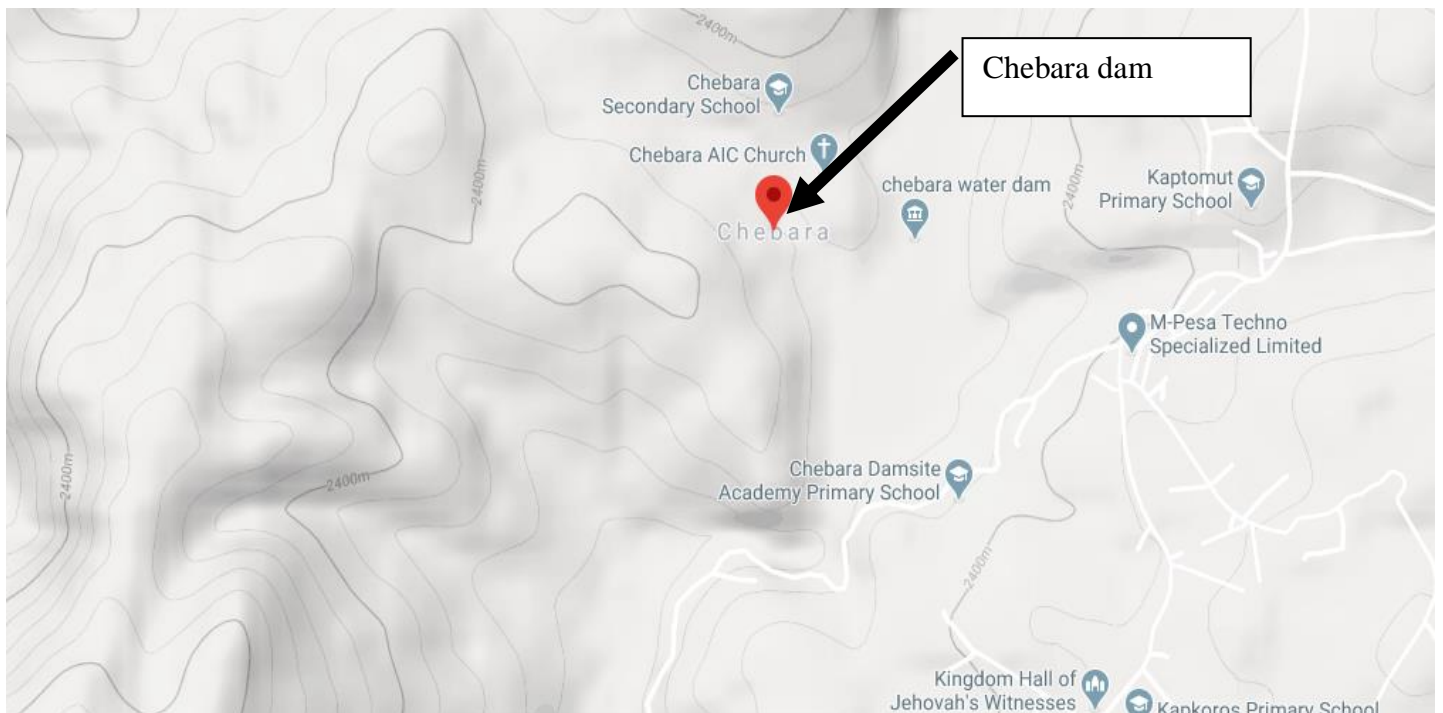 2400m
Chebara dam
Chebara
Secondary School
Chebara AIC Church
2400m
chebara water dam
2400m
Kaptomut
Primary School
Chebara
M-Pesa Techno
Specialized Limited
Chebara Damsite
Academy Primary School
2400m
2400m
2400m
Kingdom Hall of
Jehovah's Witnesses
Kapkoros Primary School